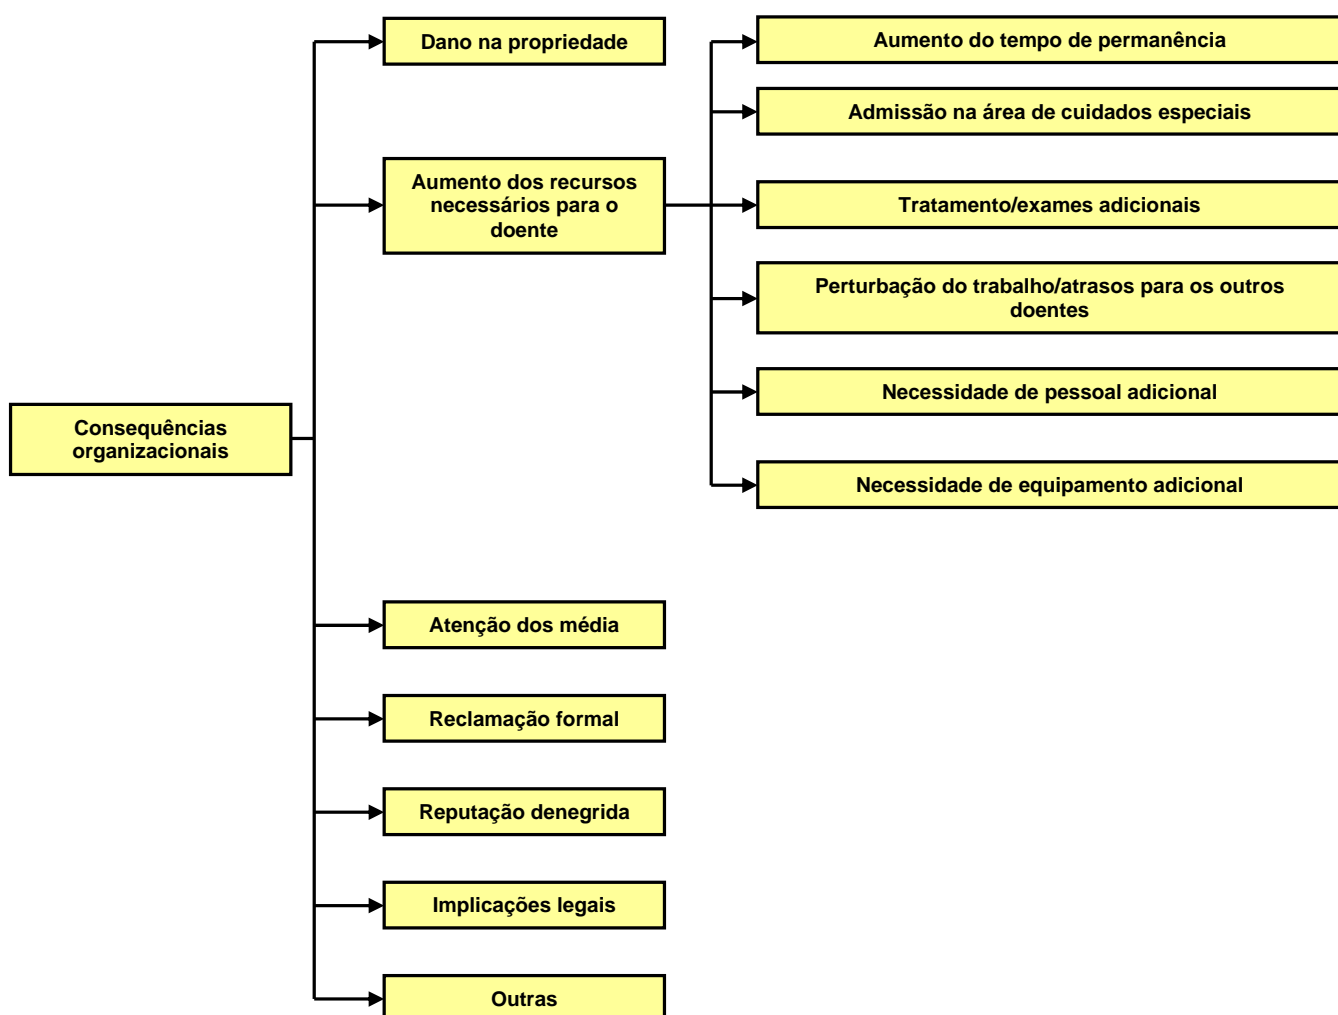 Dano na propriedade
Aumento do tempo de permanência
Admissão na área de cuidados especiais
Aumento dos recursos
necessários para o
doente
Tratamento/exames adicionais
Perturbação do trabalho/atrasos para os outros
doentes
Necessidade de pessoal adicional
Consequências
organizacionais
Necessidade de equipamento adicional
Atenção dos média
Reclamação formal
Reputação denegrida
Implicações legais
Outras